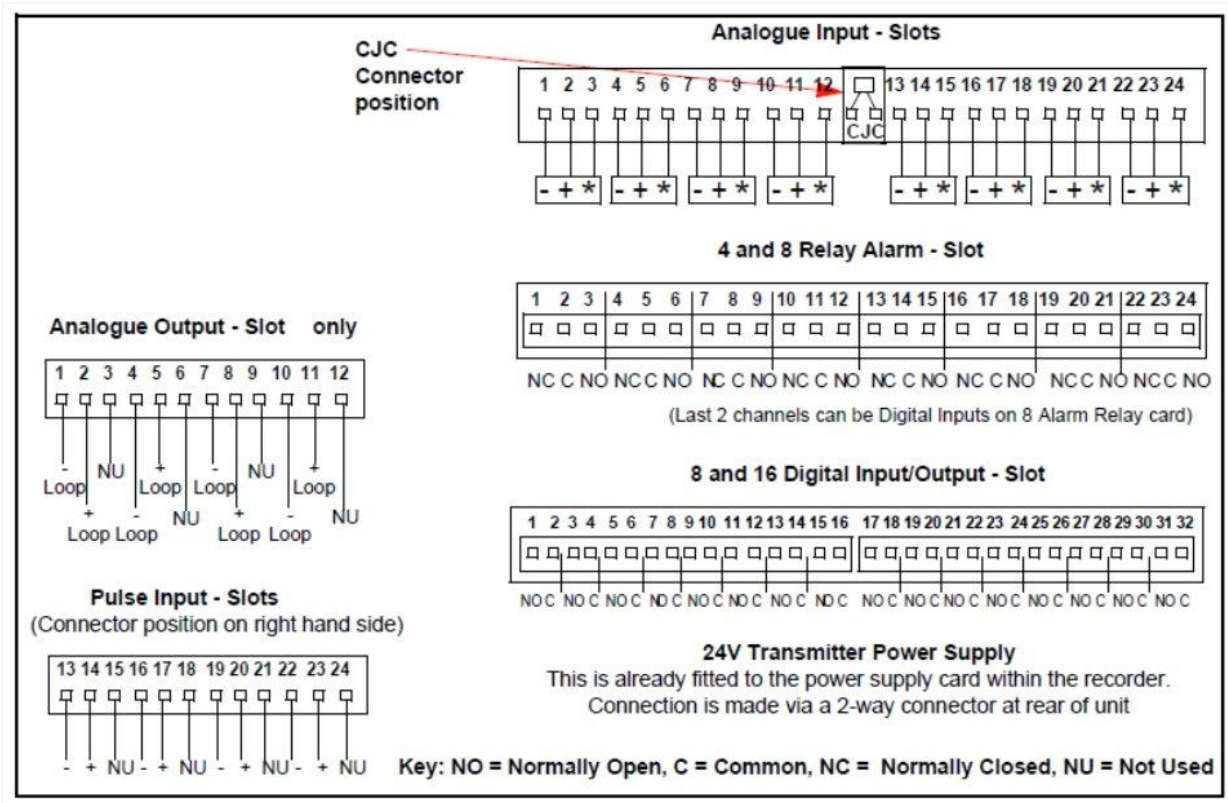 Analogue Input - Slots
CJC
Connector
position
1 2 3 4 5 6 7 8 9 10 11 12 13 14 15 16 17 18 19 20 21 22 23 24
CJC
- + * - + * - + * - + * - + * - + * - + * - + *
4 and 8 Relay Alarm - Slot
1 2 3 4 5 6 7 8 9 10 11 12 13 14 15 16 17 18 19 20 21 22 23 24
NC C NO NC C NO NC C NO NC C NO NC C NO NC C NO NC C NO NC C NO
(Last 2 channels can be Digital Inputs on 8 Alarm Relay card)
Analogue Output - Slot only
1 2 3 4 5 6 7 8 9 10 11 12
- NU + - NU +
Loop Loop Loop Loop
+ - NU + - NU
Loop Loop Loop Loop
8 and 16 Digital Input/Output - Slot
1 2 3 4 5 6 7 8 9 10 11 12 13 14 15 16 17 18 19 20 21 22 23 24 25 26 27 28 29 30 31 32
NO C NO C NO C NO C NO C NO C NO C NO C NO C NO C NO C NO C NO C NO C NO C NO C
Pulse Input - Slots
(Connector position on right hand side)
13 14 15 16 17 18 19 20 21 22 23 24
- + NU - + NU - + NU - + NU
24V Transmitter Power Supply
This is already fitted to the power supply card within the recorder.
Connection is made via a 2-way connector at rear of unit
Key: NO = Normally Open, C = Common, NC = Normally Closed, NU = Not Used